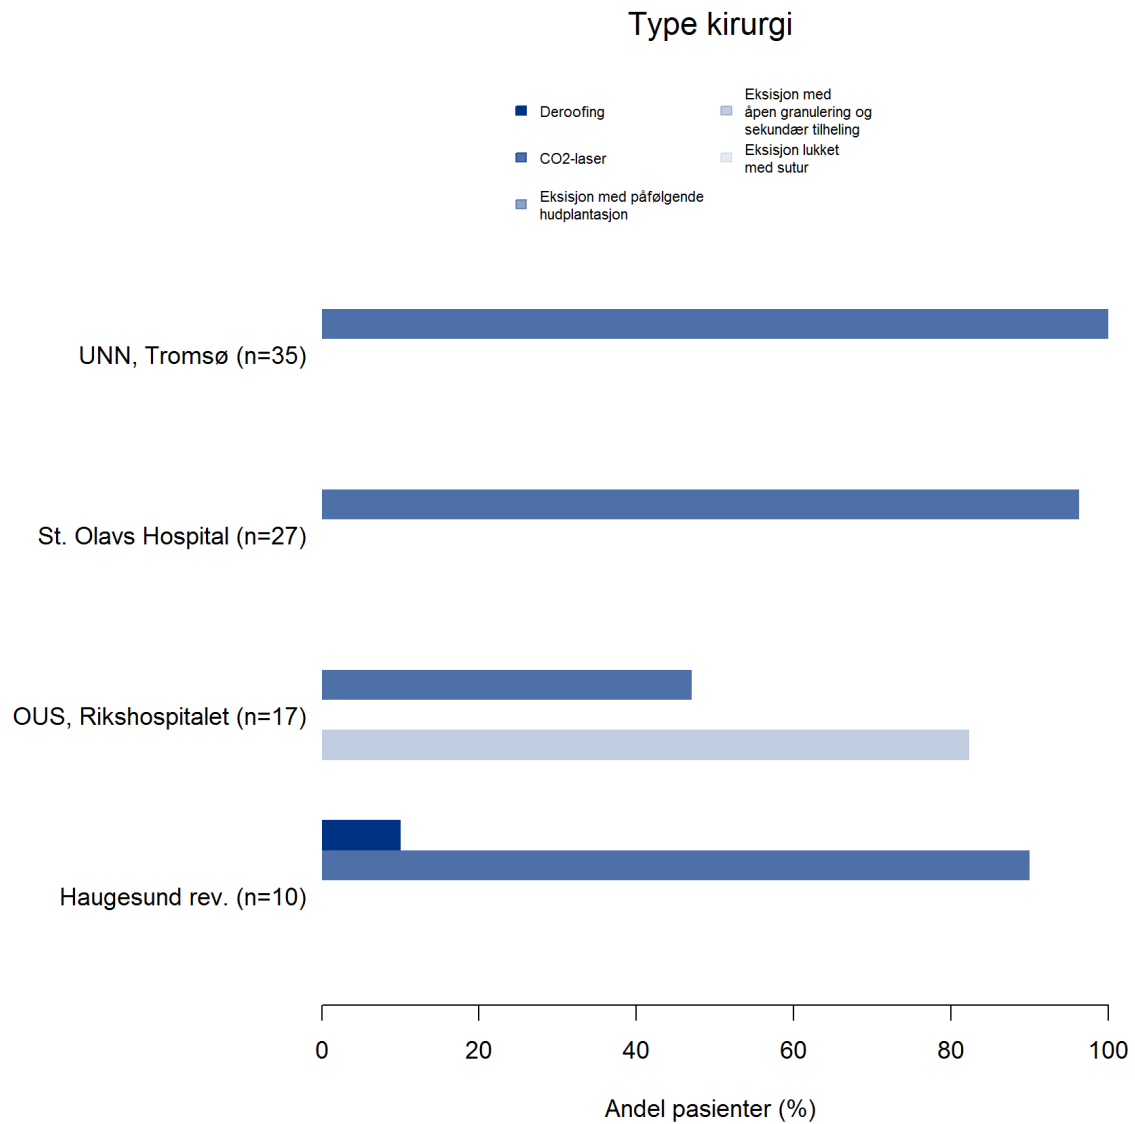 Type kirurgi
Deroofing
CO2-laser
Eksisjon med påfølgende
hudplantasjon
Eksisjon med
åpen granulering og
sekundær tilheling
Eksisjon lukket
med sutur
UNN, Tromsø (n=35)
St. Olavs Hospital (n=27)
OUS, Rikshospitalet (n=17)
Haugesund rev. (n=10)
0 20 40 60 80 100
Andel pasienter (%)